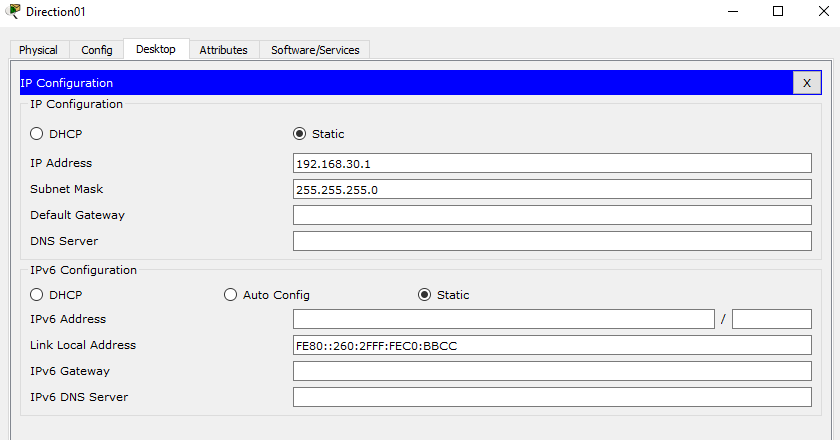 Direction01
Physical Config Desktop Attributes Software/Services
IP Configuration X
IP Configuration
DHCP Static
IP Address 192.168.30.1
Subnet Mask 255.255.255.0
Default Gateway
DNS Server
IPv6 Configuration
DHCP Auto Config Static
IPv6 Address /
Link Local Address FE80::260:2FFF:FEC0:BBCC
IPv6 Gateway
IPv6 DNS Server